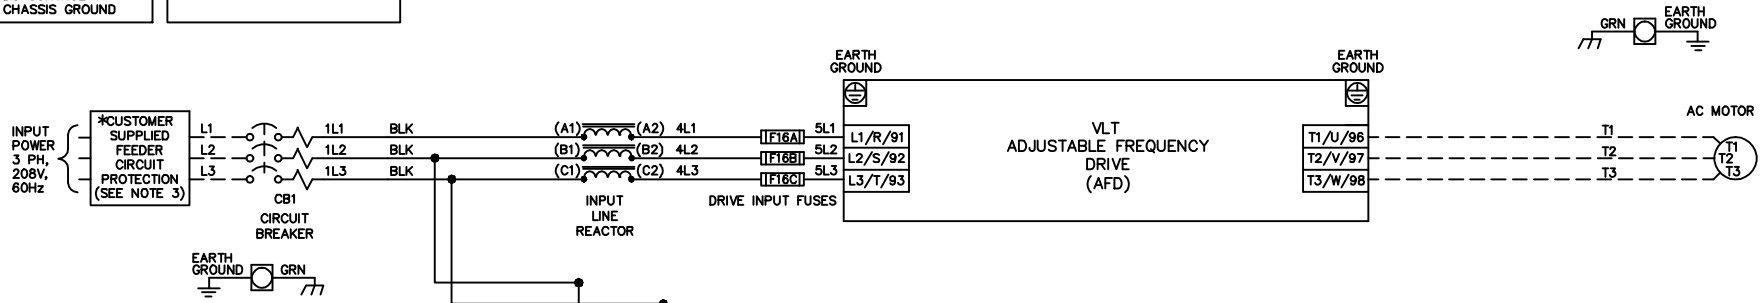 CHASSIS GROUND
EARTH
GROUND
GRN
EARTH
GROUND
EARTH
GROUND
INPUT
POWER
3 PH,
208V,
60Hz
*CUSTOMER
SUPPLIED
FEEDER
CIRCUIT
PROTECTION
(SEE NOTE 3)
L1
L2
L3
CB1
CIRCUIT
BREAKER
1L1 BLK
1L2 BLK
1L3 BLK
(A1) (A2) 4L1
(B1) (B2) 4L2
(C1) (C2) 4L3
INPUT
LINE
REACTOR
F16A
F16B
F16C
DRIVE INPUT FUSES
5L1
5L2
5L3
L1/R/91
L2/S/92
L3/T/93
VLT
ADJUSTABLE FREQUENCY
DRIVE
(AFD)
T1/U/96
T2/V/97
T3/W/98
T1
T2
T3
AC MOTOR
T1
T2
T3
EARTH
GROUND
GRN